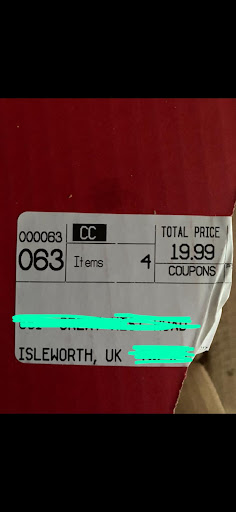 000063 CC TOTAL PRICE
063 Items 4 19.99
COUPONS
ISLEWORTH, UK